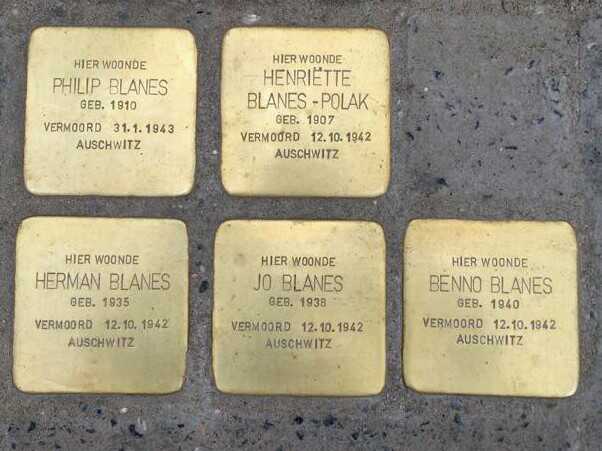 HIER WOONDE
PHILIP BLANES
GEB. 1910
VERMOORD 31.1.1943
AUSCHWITZ
HIER WOONDE
HENRIËTTE
BLANES-POLAK
GEB. 1907
VERMOORD 12.10.1942
AUSCHWITZ
HIER WOONDE
HERMAN BLANES
GEB. 1935
VERMOORD 12.10.1942
AUSCHWITZ
HIER WOONDE
JO BLANES
GEB. 1938
VERMOORD 12.10.1942
AUSCHWITZ
HIER WOONDE
BENNO BLANES
GEB. 1940
VERMOORD 12.10.1942
AUSCHWITZ